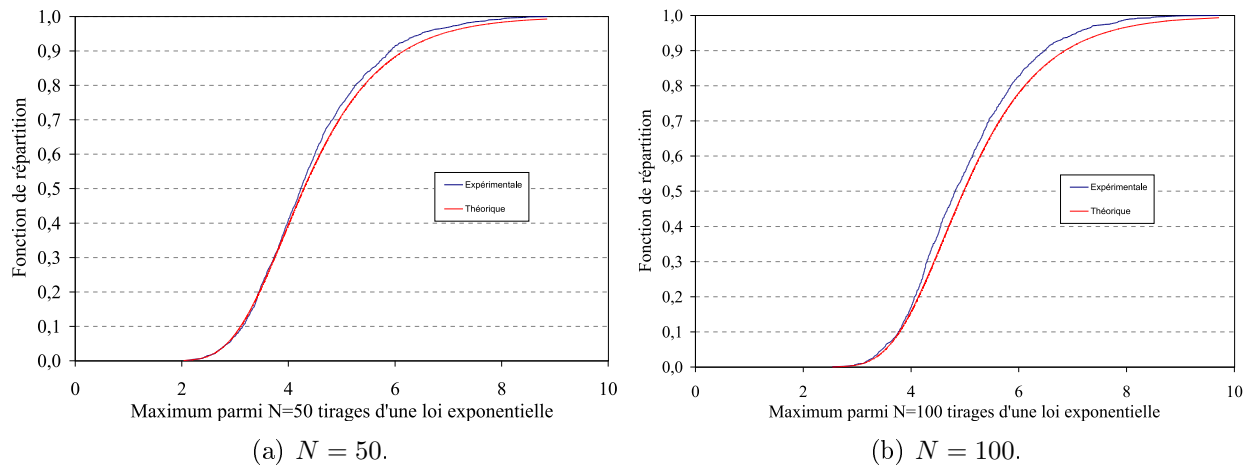 1,0
0,9
0,8
0,7
0,6
0,5
0,4
0,3
0,2
0,1
0,0
Fonction de répartition
Expérimentale
Théorique
0 2 4 6 8 10
Maximum parmi N=50 tirages d'une loi exponentielle
(a) N = 50.
1,0
0,9
0,8
0,7
0,6
0,5
0,4
0,3
0,2
0,1
0,0
Fonction de répartition
Expérimentale
Théorique
0 2 4 6 8 10
Maximum parmi N=100 tirages d'une loi exponentielle
(b) N = 100.